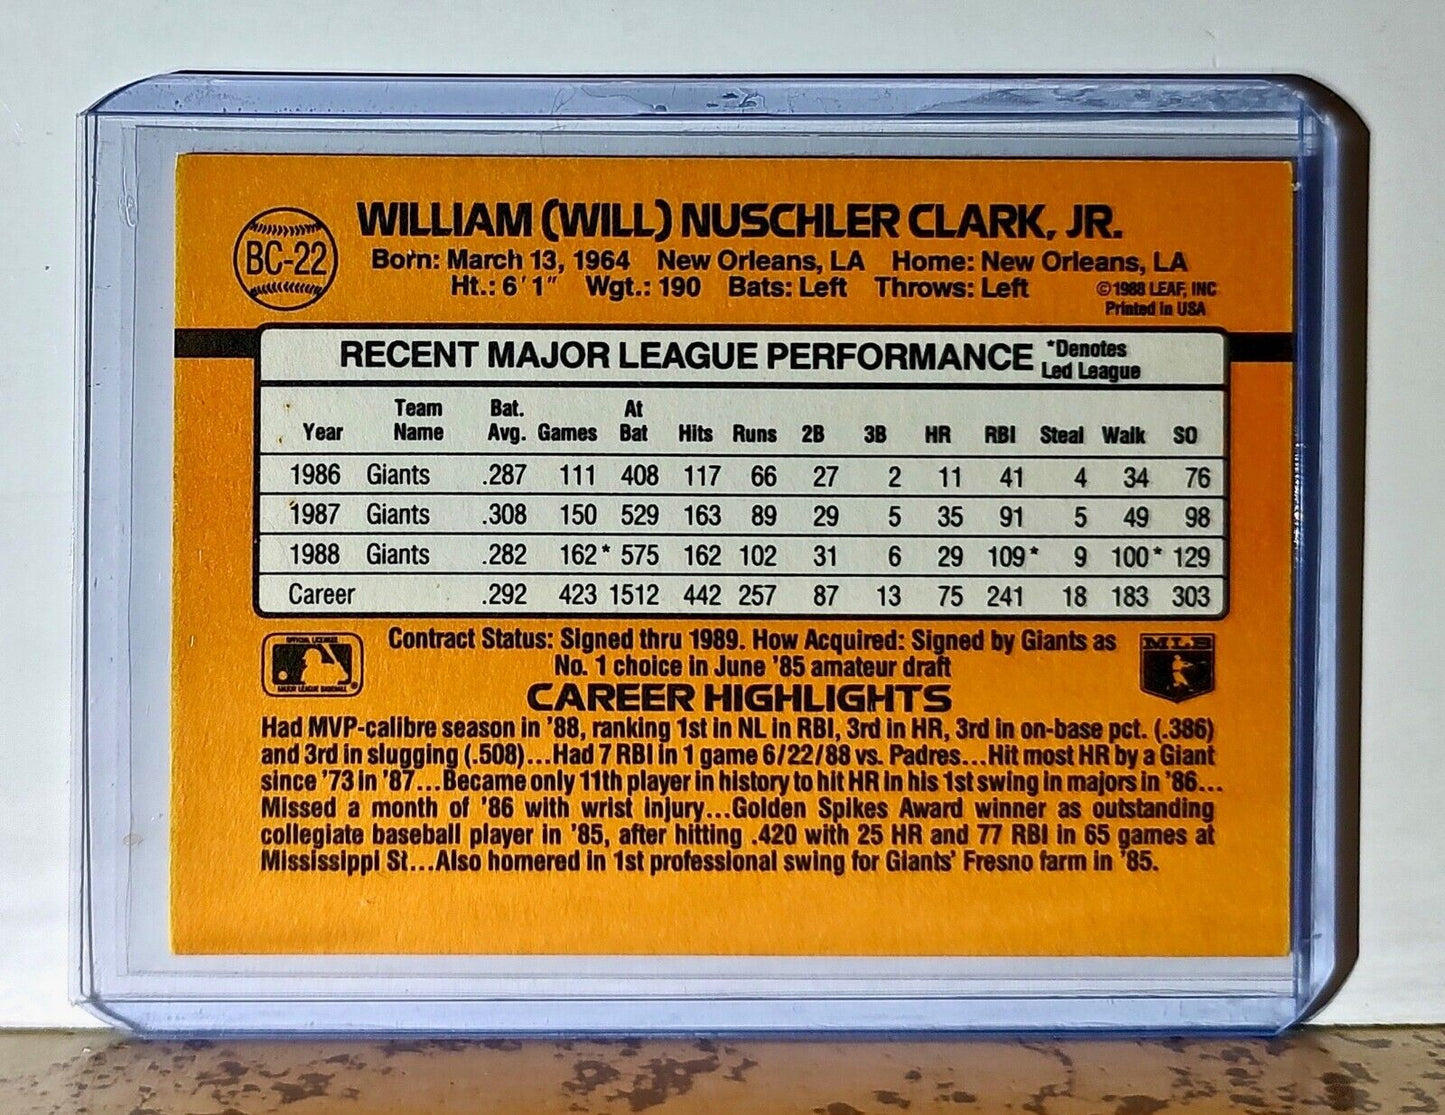 BC-22
WILLIAM (WILL) NUSCHLER CLARK, JR.
Born: March 13, 1964 New Orleans, LA Home: New Orleans, LA
Ht.: 6'1" Wgt.: 190 Bats: Left Throws: Left
©1988 LEAF, INC
Printed in USA
RECENT MAJOR LEAGUE PERFORMANCE *Denotes
Led League
Year Team Name Bat. Avg. Games At Bat Hits Runs 2B 3B HR RBI Steal Walk SO
1986 Giants .287 111 408 117 66 27 2 11 41 4 34 76
1987 Giants .308 150 529 163 89 29 5 35 91 5 49 98
1988 Giants .282 162* 575 162 102 31 6 29 109* 9 100* 129
Career .292 423 1512 442 257 87 13 75 241 18 183 303
OFFICIAL LICENSEE
MAJOR LEAGUE BASEBALL ®
Contract Status: Signed thru 1989. How Acquired: Signed by Giants as
No. 1 choice in June '85 amateur draft
MLB
CAREER HIGHLIGHTS
Had MVP-calibre season in '88, ranking 1st in NL in RBI, 3rd in HR, 3rd in on-base pct. (.386)
and 3rd in slugging (.508)...Had 7 RBI in 1 game 6/22/88 vs. Padres...Hit most HR by a Giant
since '73 in '87...Became only 11th player in history to hit HR in his 1st swing in majors in '86...
Missed a month of '86 with wrist injury...Golden Spikes Award winner as outstanding
collegiate baseball player in '85, after hitting .420 with 25 HR and 77 RBI in 65 games at
Mississippi St...Also homered in 1st professional swing for Giants' Fresno farm in '85.